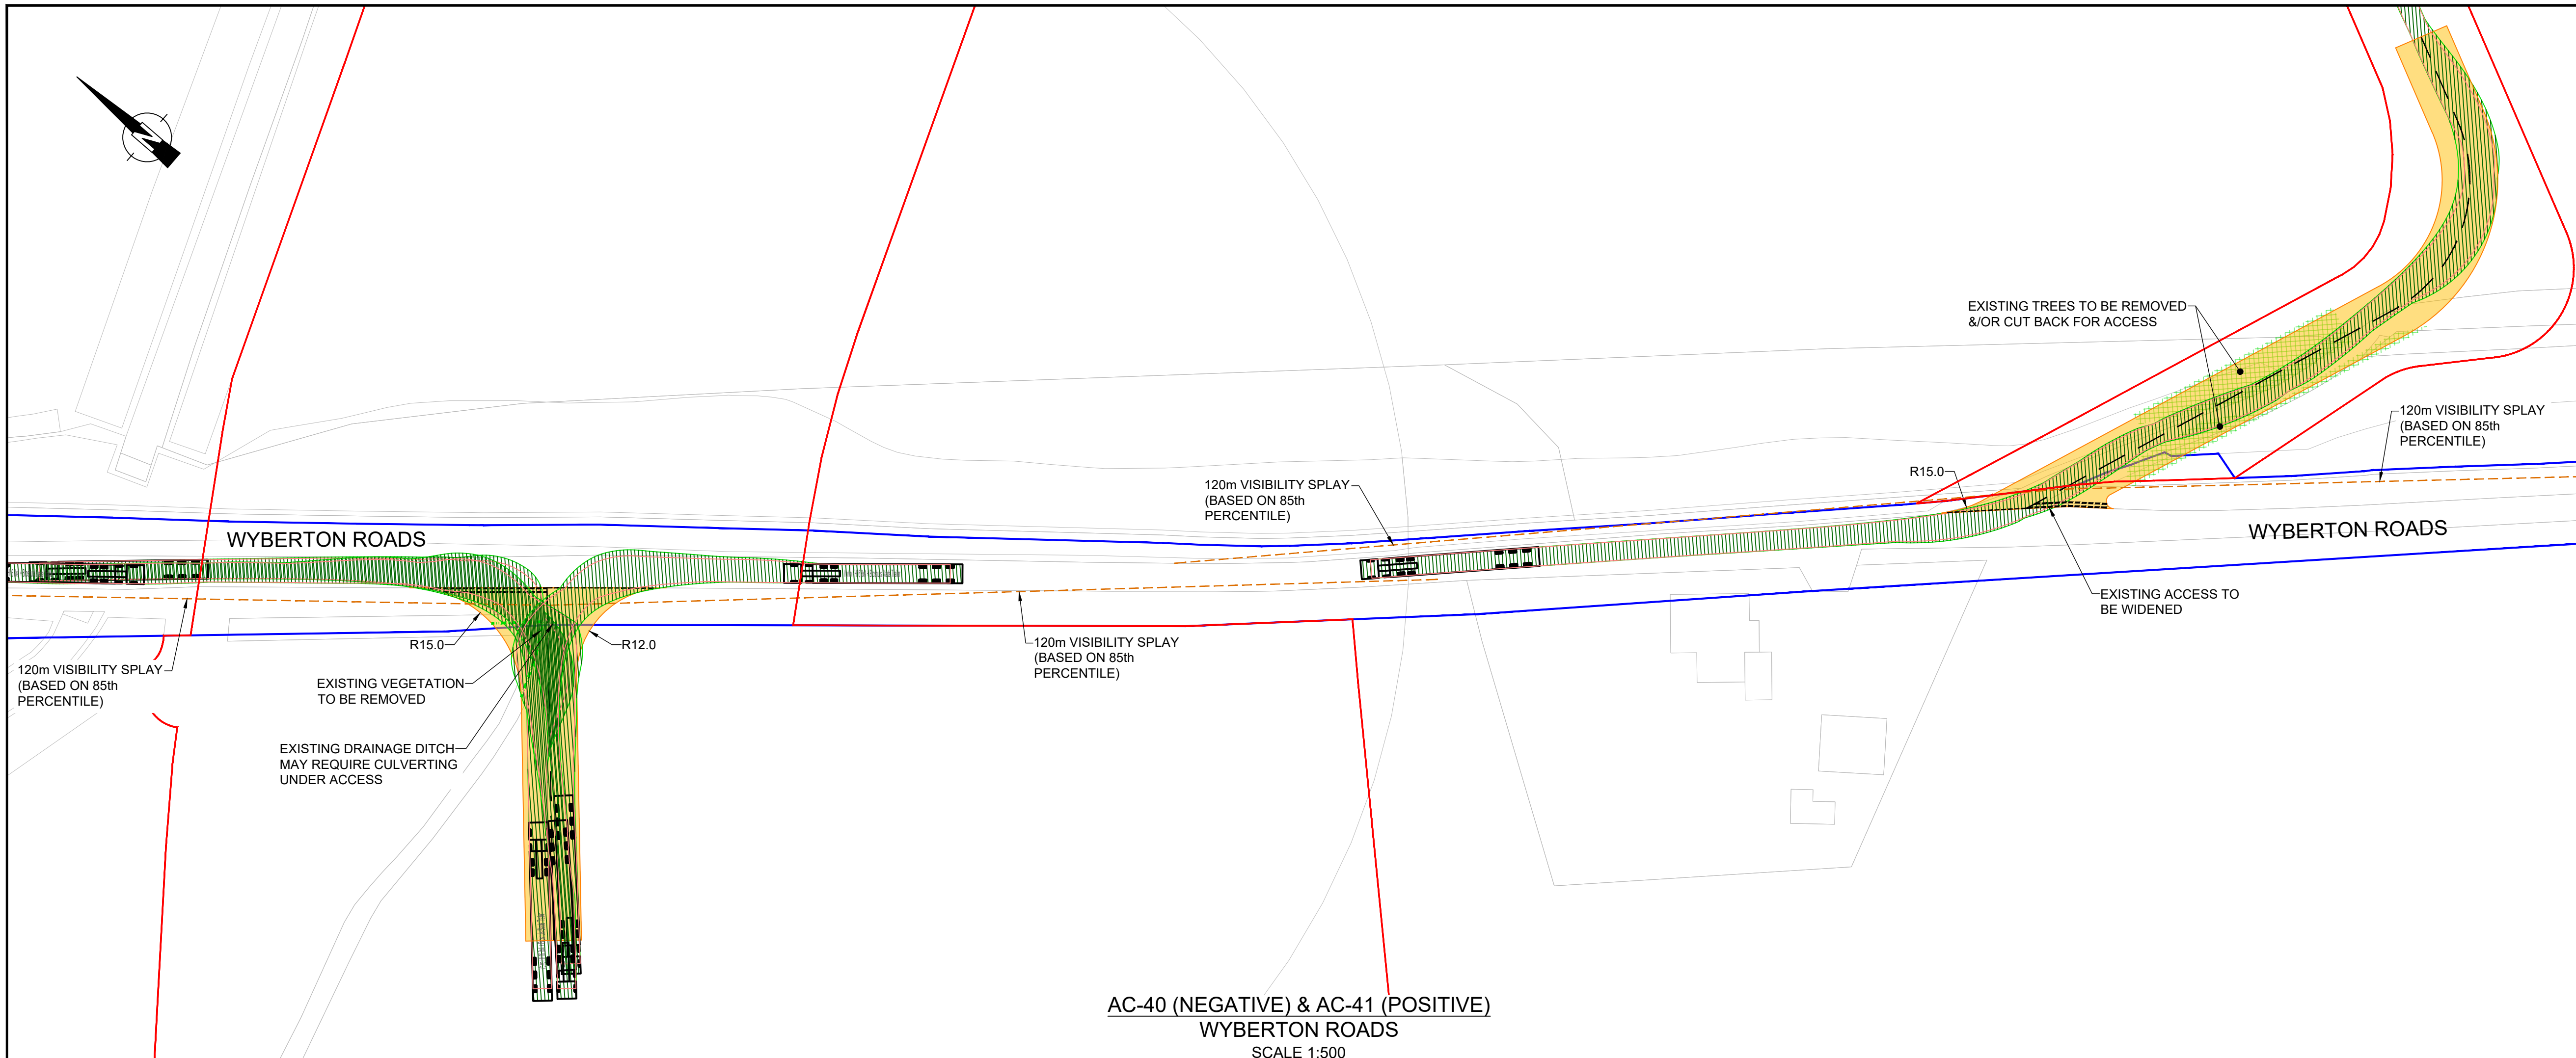 EXISTING TREES TO BE REMOVED
&/OR CUT BACK FOR ACCESS
120m VISIBILITY SPLAY
(BASED ON 85th
PERCENTILE)
R15.0
120m VISIBILITY SPLAY
(BASED ON 85th
PERCENTILE)
WYBERTON ROADS
WYBERTON ROADS
EXISTING ACCESS TO
BE WIDENED
R15.0
R12.0
120m VISIBILITY SPLAY
(BASED ON 85th
PERCENTILE)
120m VISIBILITY SPLAY
(BASED ON 85th
PERCENTILE)
EXISTING VEGETATION
TO BE REMOVED
EXISTING DRAINAGE DITCH
MAY REQUIRE CULVERTING
UNDER ACCESS
AC-40 (NEGATIVE) & AC-41 (POSITIVE)
WYBERTON ROADS
SCALE 1:500